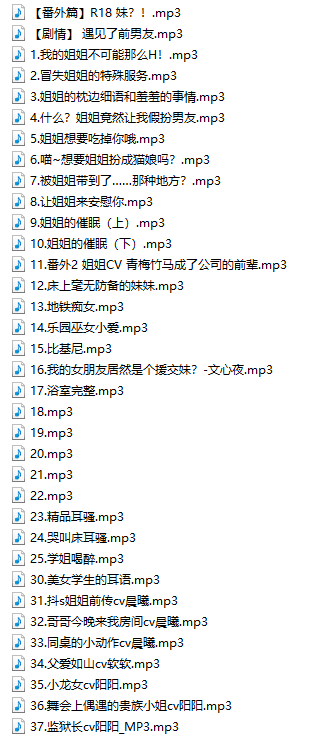 【番外篇】R18 妹？！.mp3
【剧情】 遇见了前男友.mp3
1.我的姐姐不可能那么H！.mp3
2.冒失姐姐的特殊服务.mp3
3.姐姐的枕边细语和羞羞的事情.mp3
4.什么？姐姐竟然让我假扮男友.mp3
5.姐姐想要吃掉你哦.mp3
6.喵~想要姐姐扮成猫娘吗？.mp3
7.被姐姐带到了……那种地方？.mp3
8.让姐姐来安慰你.mp3
9.姐姐的催眠（上）.mp3
10.姐姐的催眠（下）.mp3
11.番外2 姐姐CV 青梅竹马成了公司的前辈.mp3
12.床上毫无防备的妹妹.mp3
13.地铁痴女.mp3
14.乐园巫女小爱.mp3
15.比基尼.mp3
16.我的女朋友居然是个援交妹？-文心夜.mp3
17.浴室完整.mp3
18.mp3
19.mp3
20.mp3
21.mp3
22.mp3
23.精品耳骚.mp3
24.哭叫床耳骚.mp3
25.学姐喝醉.mp3
30.美女学生的耳语.mp3
31.抖s姐姐前传cv晨曦.mp3
32.哥哥今晚来我房间cv晨曦.mp3
33.同桌的小动作cv晨曦.mp3
34.父爱如山cv软软.mp3
35.小龙女cv阳阳.mp3
36.舞会上偶遇的贵族小姐cv阳阳.mp3
37.监狱长cv阳阳_MP3.mp3